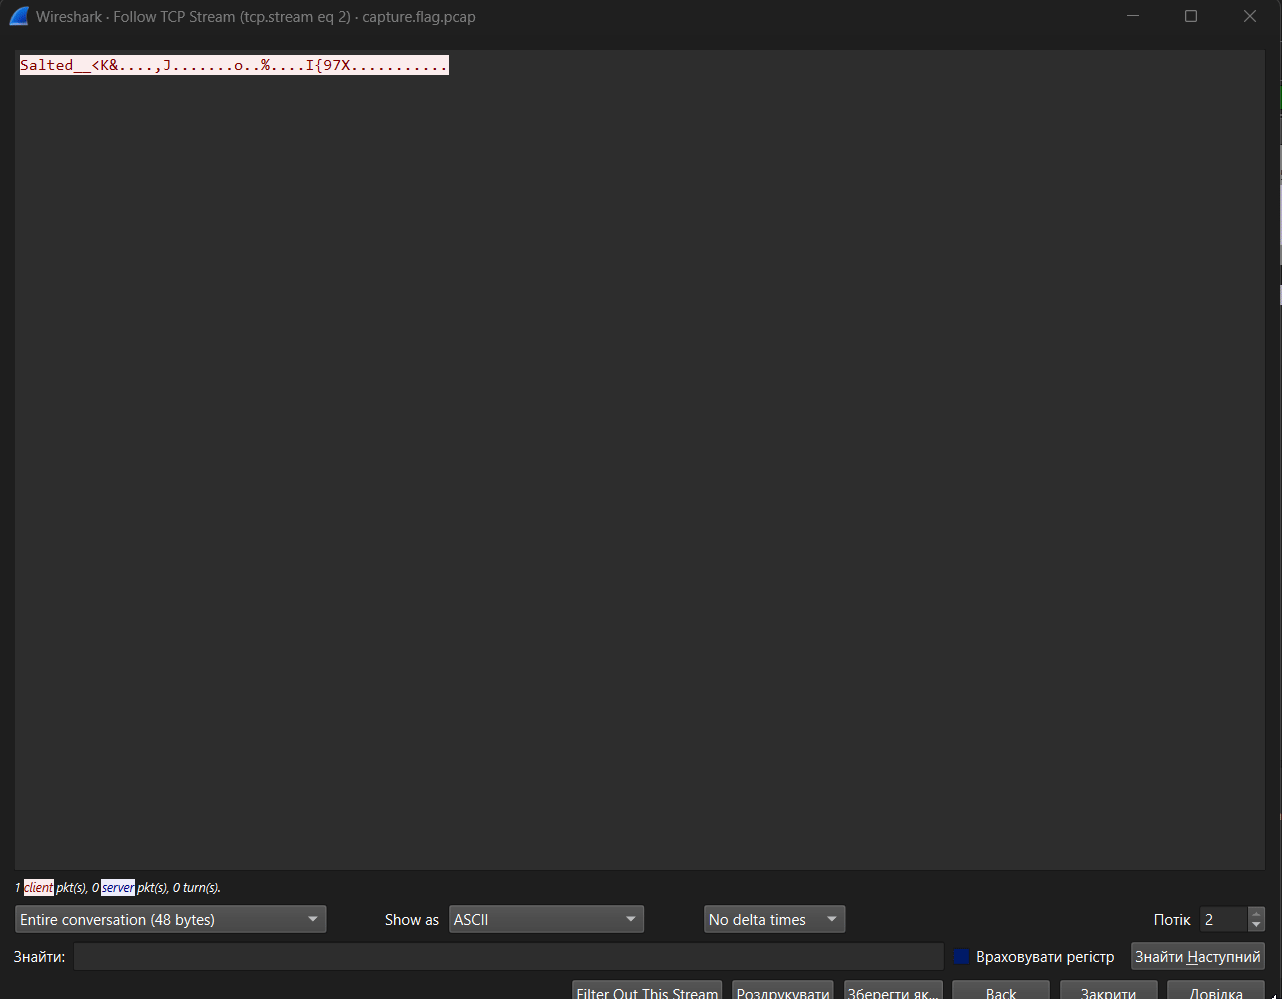 Wireshark · Follow TCP Stream (tcp.stream eq 2) · capture.flag.pcap
Salted__<K&....,J.......o..%....I{97X...........
1 client pkt(s), 0 server pkt(s), 0 turn(s).
Entire conversation (48 bytes) Show as ASCII No delta times Потік 2
Знайти: Враховувати регістр Знайти Наступний
Filter Out This Stream Роздрукувати Зберегти як... Back Закрити Довідка